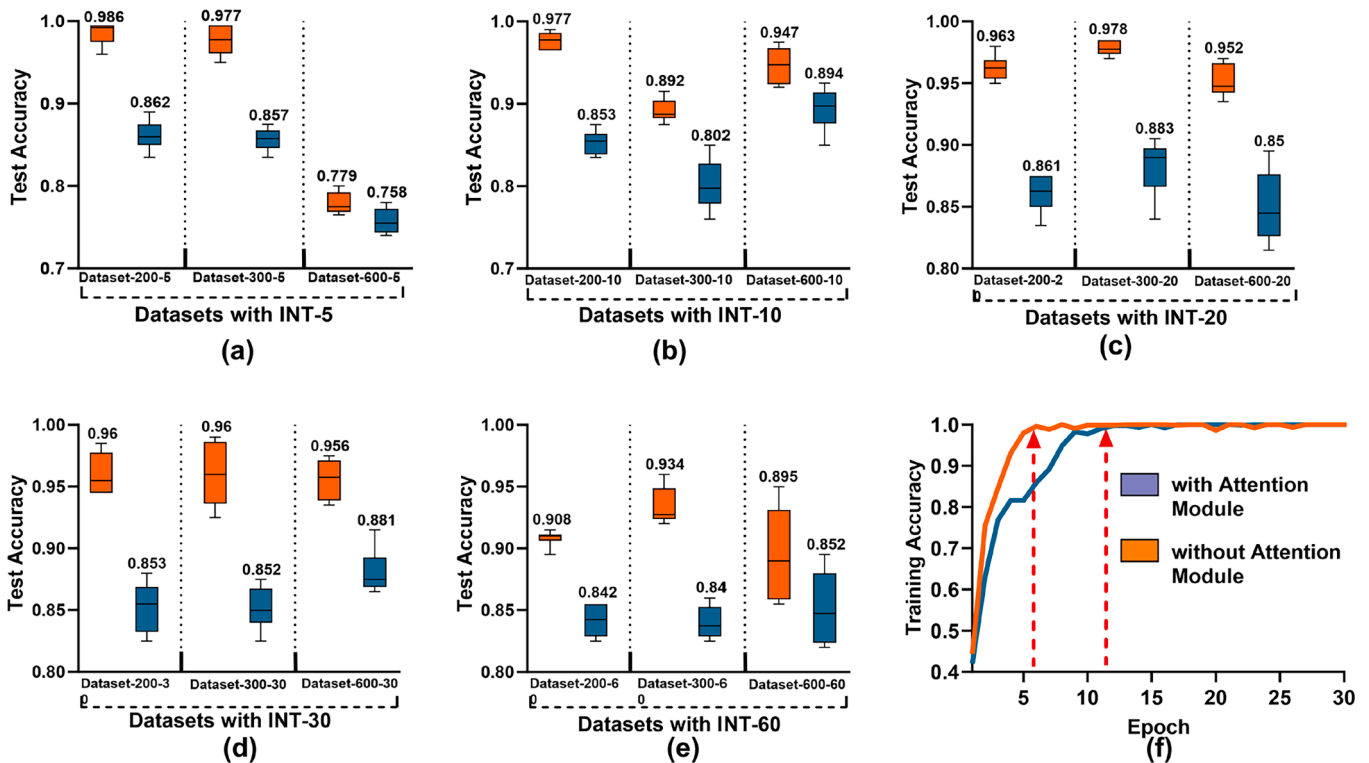 0.986
0.977
0.862
0.857
0.779
0.758
1.0
0.9
0.8
0.7
Test Accuracy
Dataset-200-5
Dataset-300-5
Dataset-600-5
Datasets with INT-5
(a)
0.977
0.947
0.892
0.894
0.853
0.802
1.0
0.9
0.8
0.7
Test Accuracy
Dataset-200-10
Dataset-300-10
Dataset-600-10
Datasets with INT-10
(b)
0.963
0.978
0.952
0.861
0.883
0.85
1.00
0.95
0.90
0.85
0.80
Test Accuracy
Dataset-200-2
0
Dataset-300-20
Dataset-600-20
Datasets with INT-20
(c)
0.96
0.96
0.956
0.853
0.852
0.881
1.00
0.95
0.90
0.85
0.80
Test Accuracy
Dataset-200-3
0
Dataset-300-30
Dataset-600-30
Datasets with INT-30
(d)
0.908
0.934
0.895
0.842
0.84
0.852
1.00
0.95
0.90
0.85
0.80
Test Accuracy
Dataset-200-6
0
Dataset-300-6
0
Dataset-600-60
Datasets with INT-60
(e)
1.0
0.9
0.8
0.7
0.6
0.5
0.4
Training Accuracy
with Attention
Module
without Attention
Module
5
10
15
20
25
30
Epoch
(f)